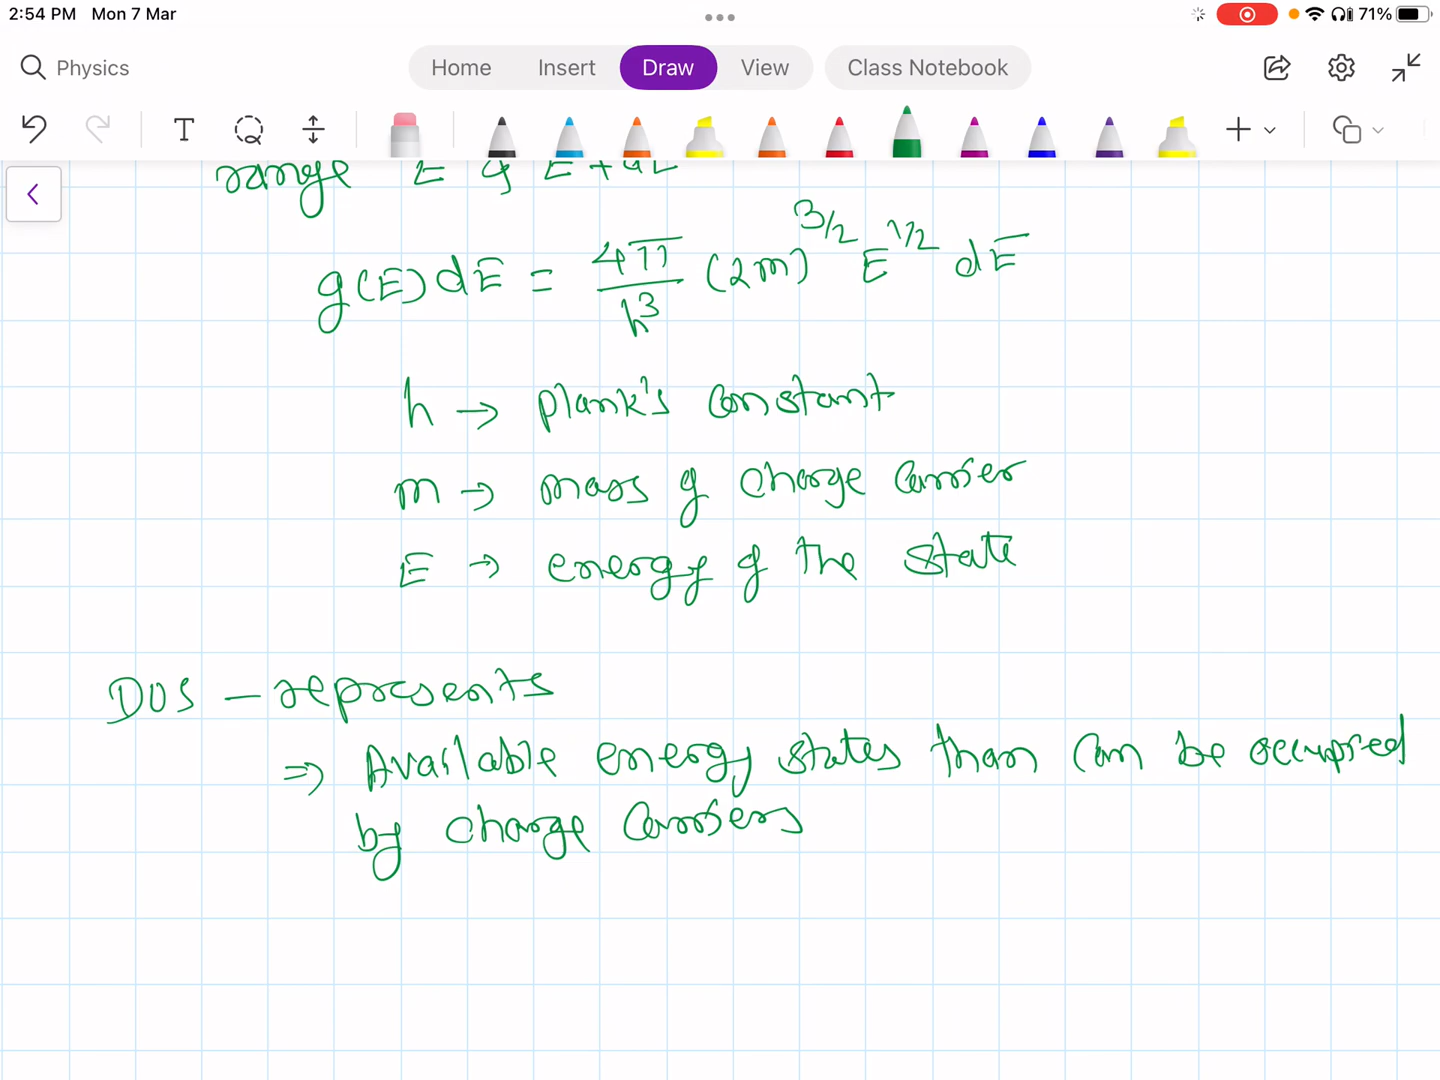 2:54 PM Mon 7 Mar 71%
Physics Home Insert Draw View Class Notebook
T
range E & E + dE
g(E) dE = 4π/h³ (2m)^3/2 E^1/2 dE
h → plank's constant
m → mass of charge carrier
E → energy of the state
DOS – represents
⇒ Available energy states than can be occupied
by charge carriers